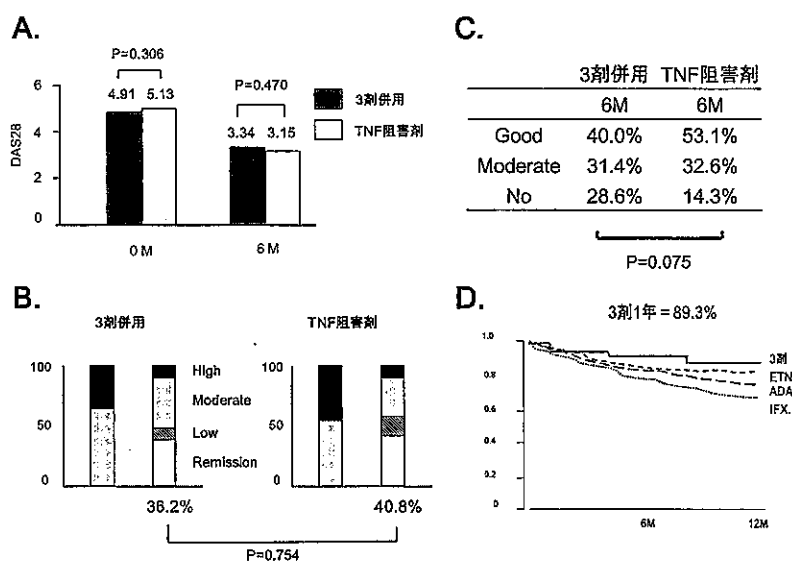 A.
P=0.306
P=0.470
6
4
2
0
DAS28
4.91 5.13
3.34 3.15
3剤併用
TNF阻害剤
0M
6M
B.
3剤併用
TNF阻害剤
100
50
0
High
Moderate
Low
Remission
100
50
0
36.2%
40.8%
P=0.754
C.
3剤併用 TNF阻害剤
6M 6M
Good 40.0% 53.1%
Moderate 31.4% 32.6%
No 28.6% 14.3%
P=0.075
D.
3剤1年=89.3%
1.0
0.8
0.6
0.4
0.2
0
3剤
ETN
ADA
IFX.
6M
12M